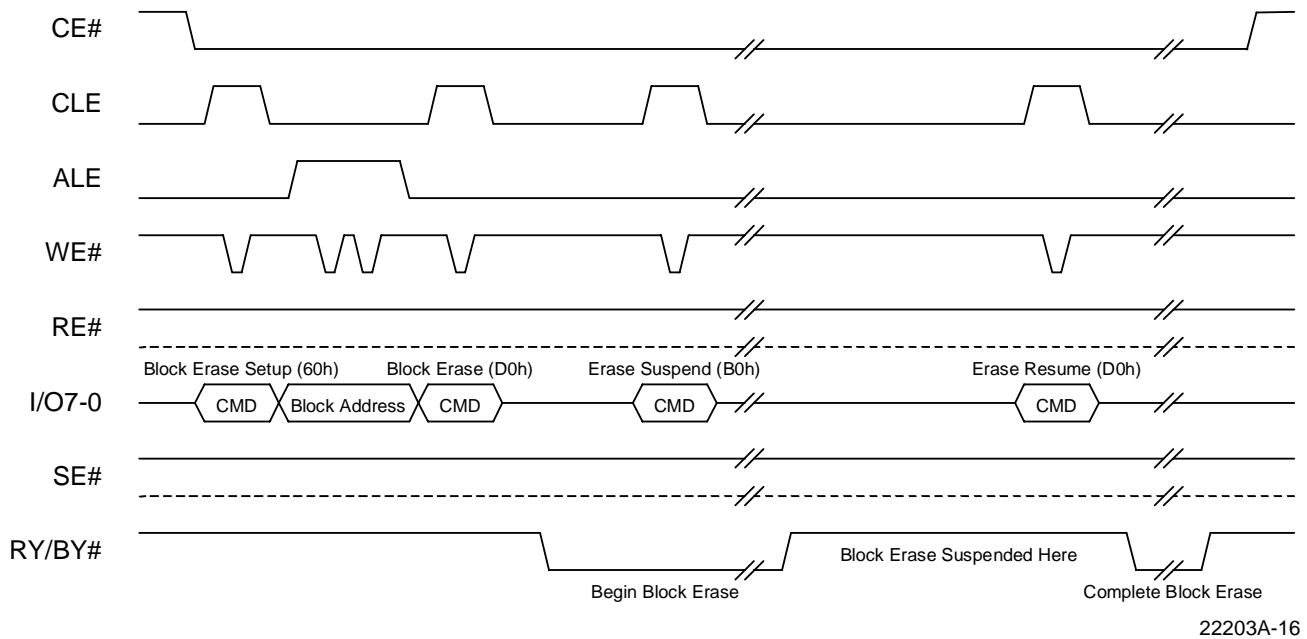 CE#
CLE
ALE
WE#
RE#
Block Erase Setup (60h) Block Erase (D0h) Erase Suspend (B0h) Erase Resume (D0h)
I/O7-0 CMD Block Address CMD CMD CMD
SE#
RY/BY# Block Erase Suspended Here
Begin Block Erase Complete Block Erase
22203A-16